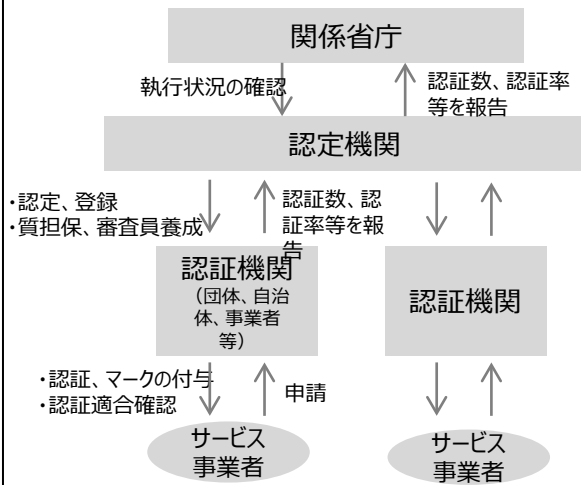 関係省庁
執行状況の確認
認証数、認証率
等を報告
認定機関
・認定、登録
・質担保、審査員養成
認証数、認
証率等を報
告
認証機関
（団体、自治
体、事業者
等）
認証機関
・認証、マークの付与
・認証適合確認
申請
サービス
事業者
サービス
事業者